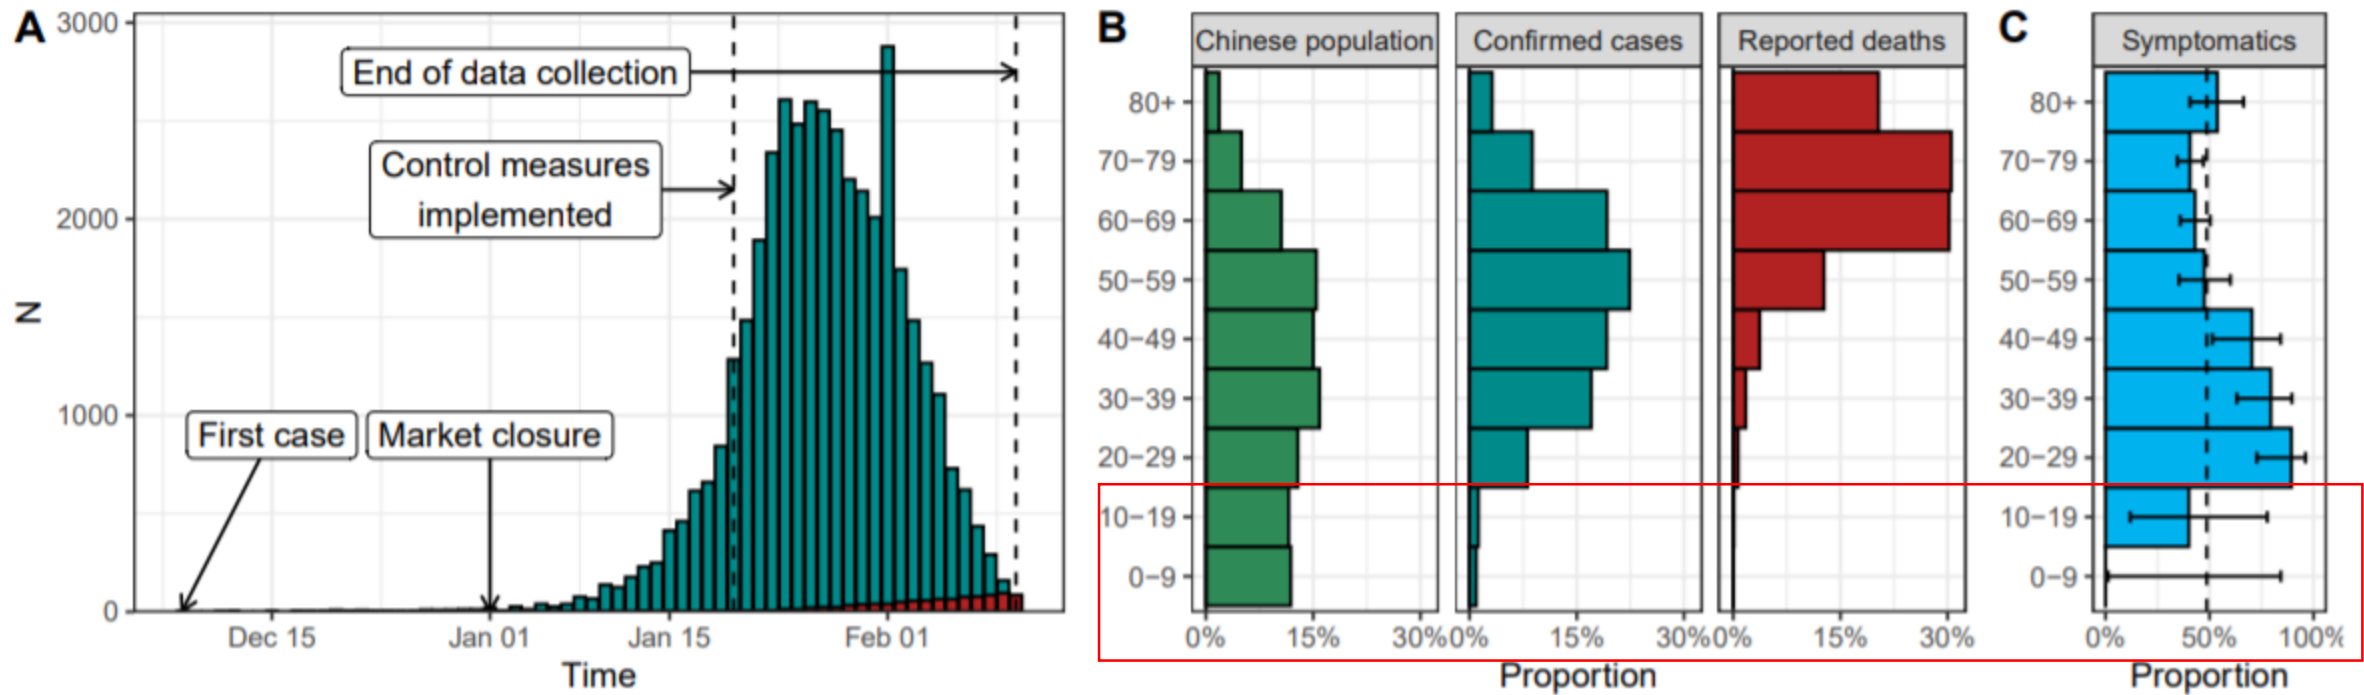 A
3000
2000
1000
0
N
End of data collection
Control measures
implemented
First case
Market closure
Dec 15
Jan 01
Jan 15
Feb 01
Time
B
Chinese population
Confirmed cases
Reported deaths
80+
70−79
60−69
50−59
40−49
30−39
20−29
10−19
0−9
0%
15%
30%
0%
15%
30%
0%
15%
30%
Proportion
C
Symptomatics
80+
70−79
60−69
50−59
40−49
30−39
20−29
10−19
0−9
0%
50%
100%
Proportion